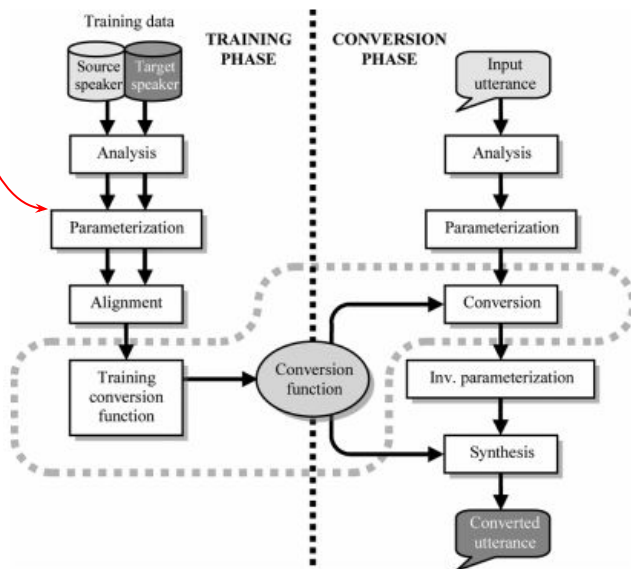 Training data
TRAINING
PHASE
CONVERSION
PHASE
Source
speaker
Target
speaker
Analysis
Parameterization
Alignment
Training
conversion
function
Conversion
function
Input
utterance
Analysis
Parameterization
Conversion
Inv. parameterization
Synthesis
Converted
utterance